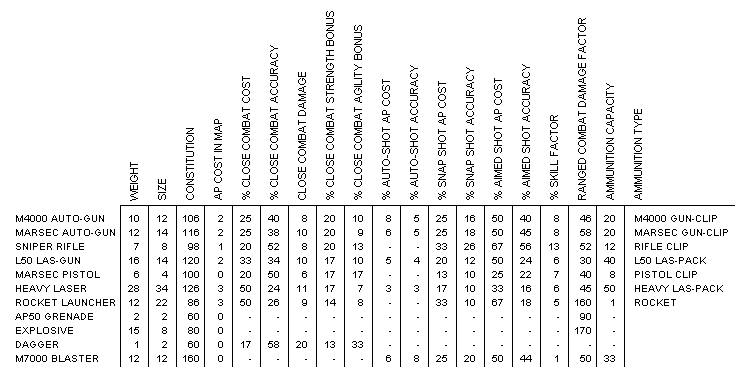 WEIGHT
SIZE
CONSTITUTION
AP COST IN MAP
% CLOSE COMBAT COST
% CLOSE COMBAT ACCURACY
CLOSE COMBAT DAMAGE
% CLOSE COMBAT STRENGTH BONUS
% CLOSE COMBAT AGILITY BONUS
% AUTO-SHOT AP COST
% AUTO-SHOT ACCURACY
% SNAP SHOT AP COST
% SNAP SHOT ACCURACY
% AIMED SHOT AP COST
% AIMED SHOT ACCURACY
% SKILL FACTOR
RANGED COMBAT DAMAGE FACTOR
AMMUNITION CAPACITY
AMMUNITION TYPE
M4000 AUTO-GUN 10 12 106 2 25 40 8 20 10 8 5 25 16 50 40 8 46 20 M4000 GUN-CLIP
MARSEC AUTO-GUN 12 14 116 2 25 38 10 20 9 6 5 25 18 50 45 8 58 20 MARSEC GUN-CLIP
SNIPER RIFLE 7 8 98 1 20 52 8 20 13 - - 33 26 67 56 13 52 12 RIFLE CLIP
L50 LAS-GUN 16 14 120 2 33 34 10 17 10 5 4 20 12 50 24 6 30 40 L50 LAS-PACK
MARSEC PISTOL 6 4 100 0 20 50 6 17 17 - - 13 10 25 22 7 40 8 PISTOL CLIP
HEAVY LASER 28 34 126 3 50 24 11 17 7 3 3 17 10 33 16 6 45 50 HEAVY LAS-PACK
ROCKET LAUNCHER 12 22 86 3 50 26 9 14 8 - - 33 10 67 18 5 160 1 ROCKET
AP50 GRENADE 2 2 60 0 - - - - - - - - - - - - 90 -
EXPLOSIVE 15 8 80 0 - - - - - - - - - - - - 170 -
DAGGER 1 2 60 0 17 58 20 13 33 - - - - - - - - -
M7000 BLASTER 12 12 160 0 - - - - - 6 8 25 20 50 44 1 50 33